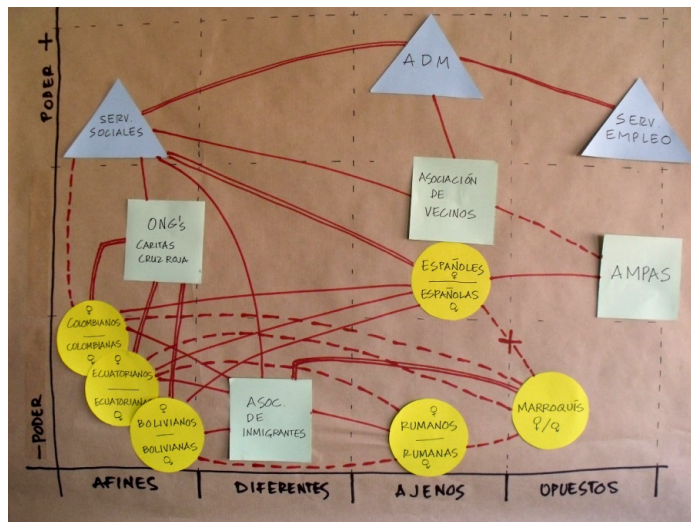 PODER +
ADM
SERV.
SOCIALES
SERV.
EMPLEO
ASOCIACIÓN
DE
VECINOS
ONG's
CARITAS
CRUZ ROJA
ESPAÑOLES
♀
ESPAÑOLAS
♀
AMPAS
♀
COLOMBIANOS
COLOMBIANAS
♀
♀
ECUATORIANOS
ECUATORIANAS
♀
♀
BOLIVIANOS
BOLIVIANAS
♀
ASOC.
DE
INMIGRANTES
♀
RUMANOS
RUMANAS
♀
MARROQUÍS
♀/♀
-PODER
AFINES
DIFERENTES
AJENOS
OPUESTOS